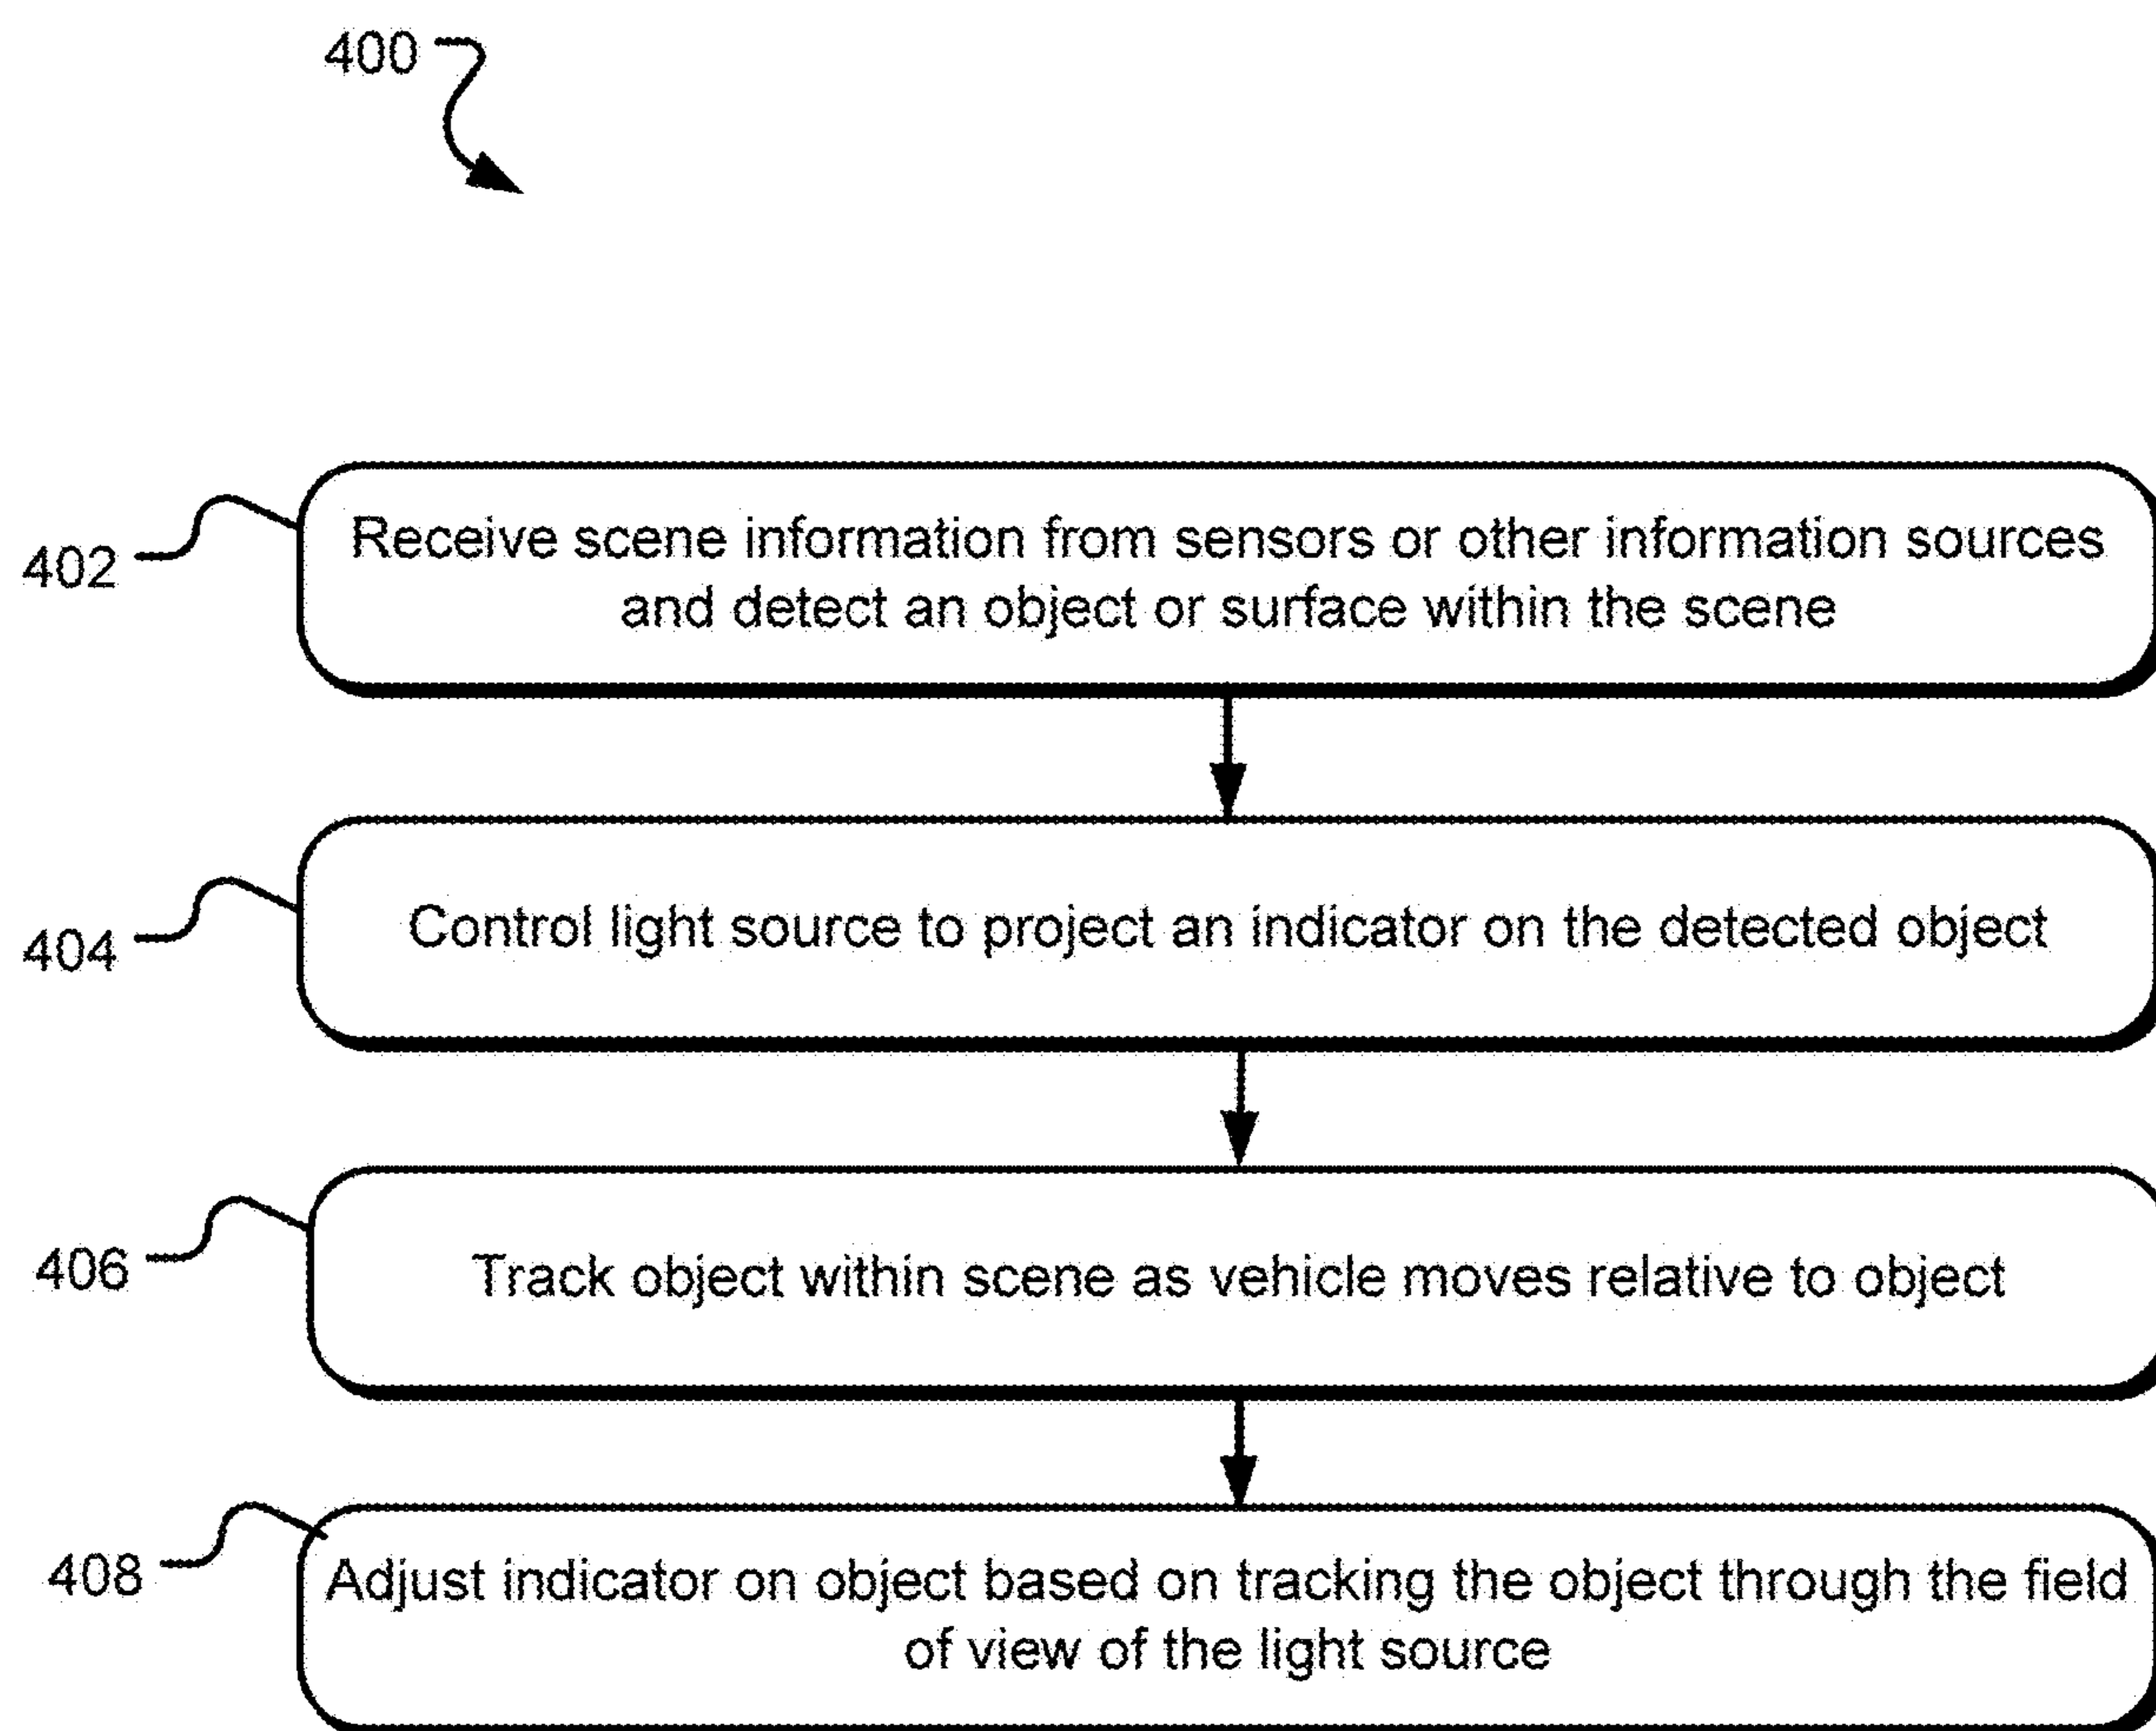 400
402
Receive scene information from sensors or other information sources
and detect an object or surface within the scene
404
Control light source to project an indicator on the detected object
406
Track object within scene as vehicle moves relative to object
408
Adjust indicator on object based on tracking the object through the field
of view of the light source